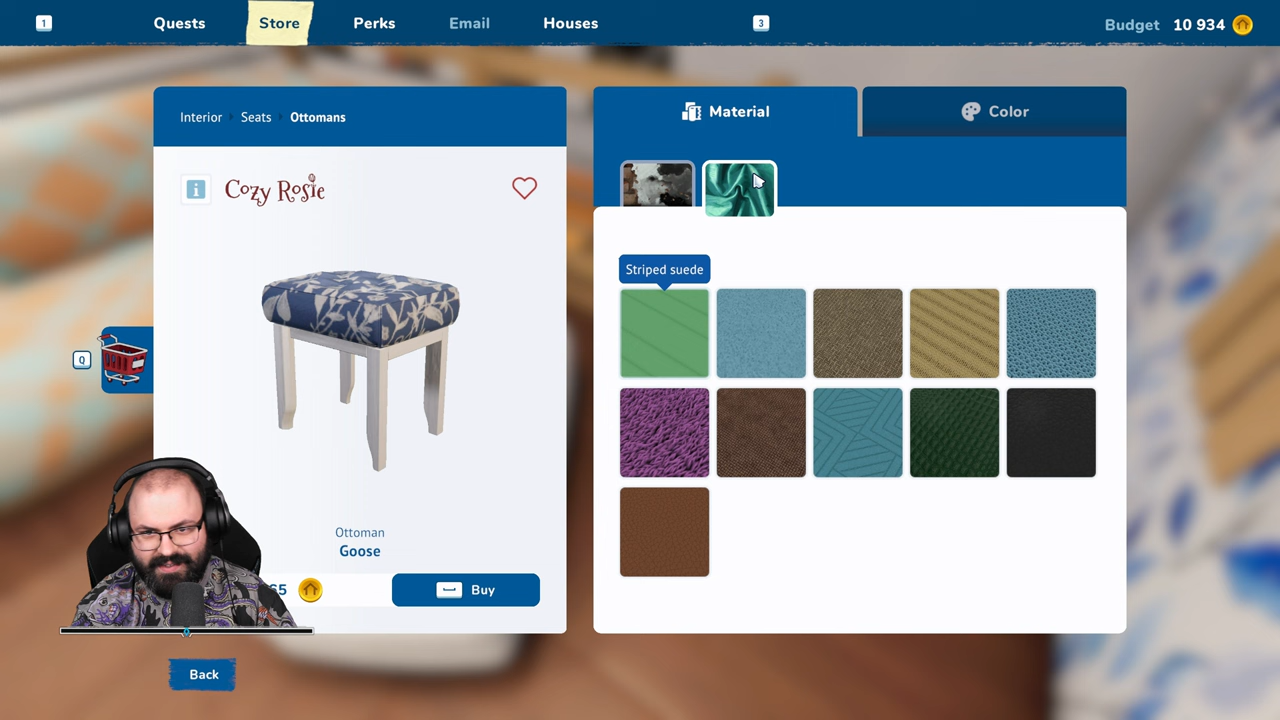 1
Quests
Store
Perks
Email
Houses
3
Budget 10 934
Interior Seats Ottomans
Material
Color
i Cozy Rosie
Striped suede
Q
Ottoman
Goose
Buy
Back